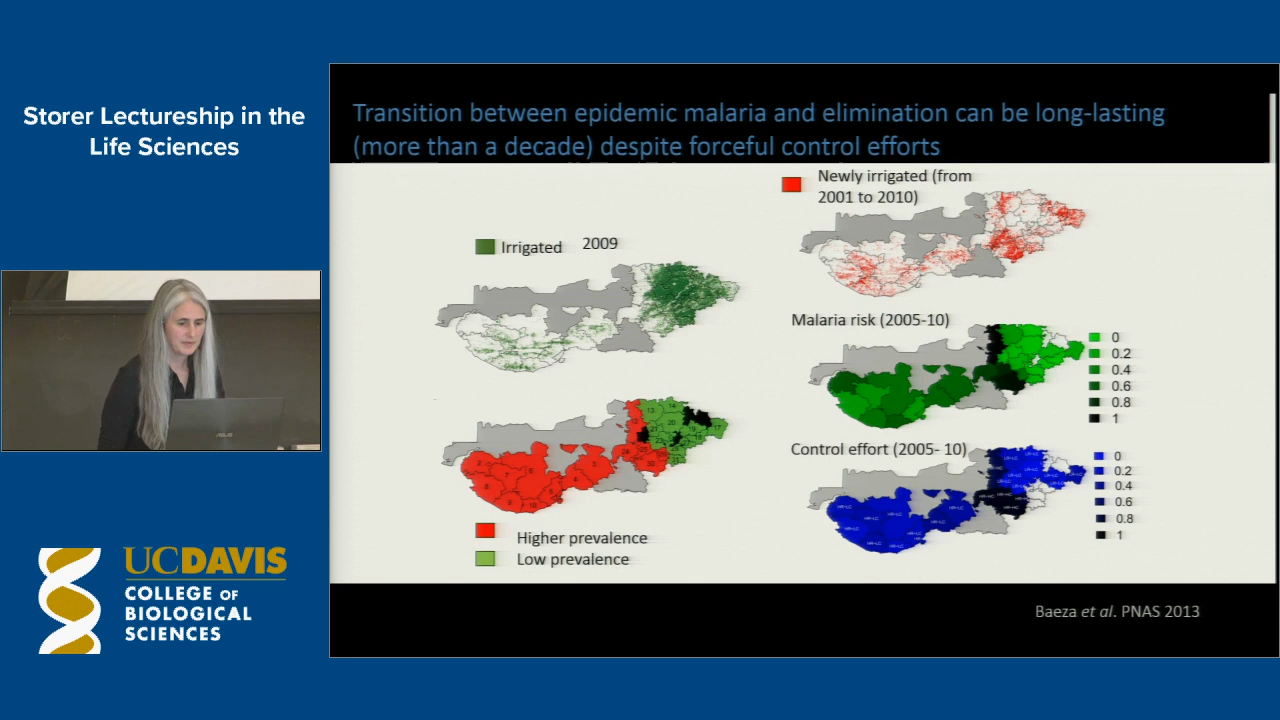 Storer Lectureship in the
Life Sciences
UCDAVIS
COLLEGE OF
BIOLOGICAL
SCIENCES
Transition between epidemic malaria and elimination can be long-lasting
(more than a decade) despite forceful control efforts
Irrigated 2009
Higher prevalence
Low prevalence
Newly irrigated (from
2001 to 2010)
Malaria risk (2005-10)
0
0.2
0.4
0.6
0.8
1
Control effort (2005- 10)
0
0.2
0.4
0.6
0.8
1
Baeza et al. PNAS 2013